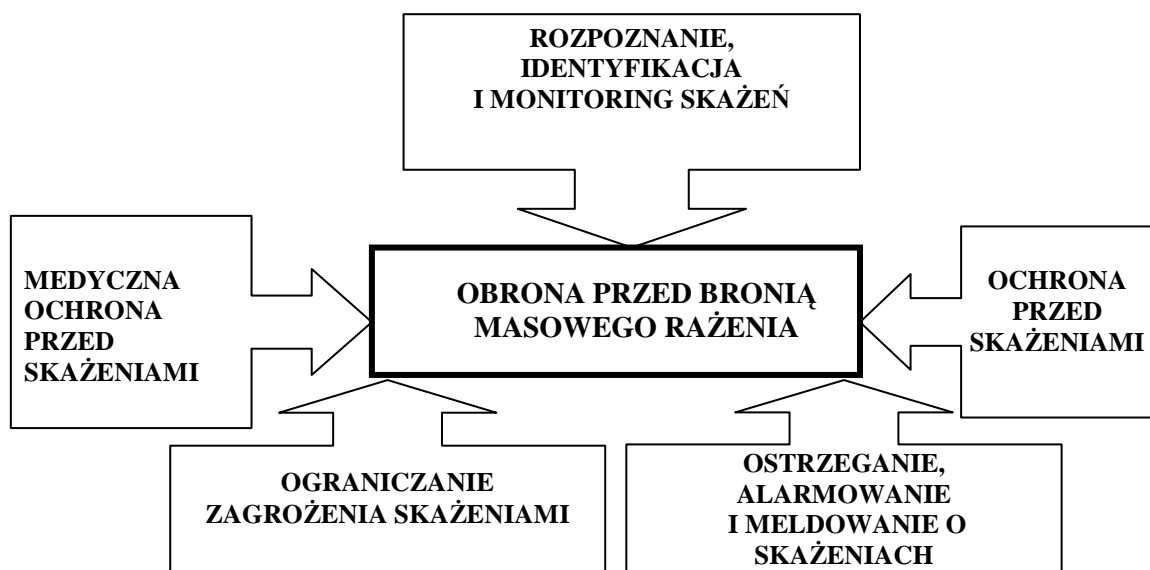 ROZPOZNANIE,
IDENTYFIKACJA
I MONITORING SKAŻEŃ
MEDYCZNA
OCHRONA
PRZED
SKAŻENIAMI
OBRONA PRZED BRONIĄ
MASOWEGO RAŻENIA
OCHRONA
PRZED
SKAŻENIAMI
OGRANICZANIE
ZAGROŻENIA SKAŻENIAMI
OSTRZEGANIE,
ALARMOWANIE
I MELDOWANIE O
SKAŻENIACH